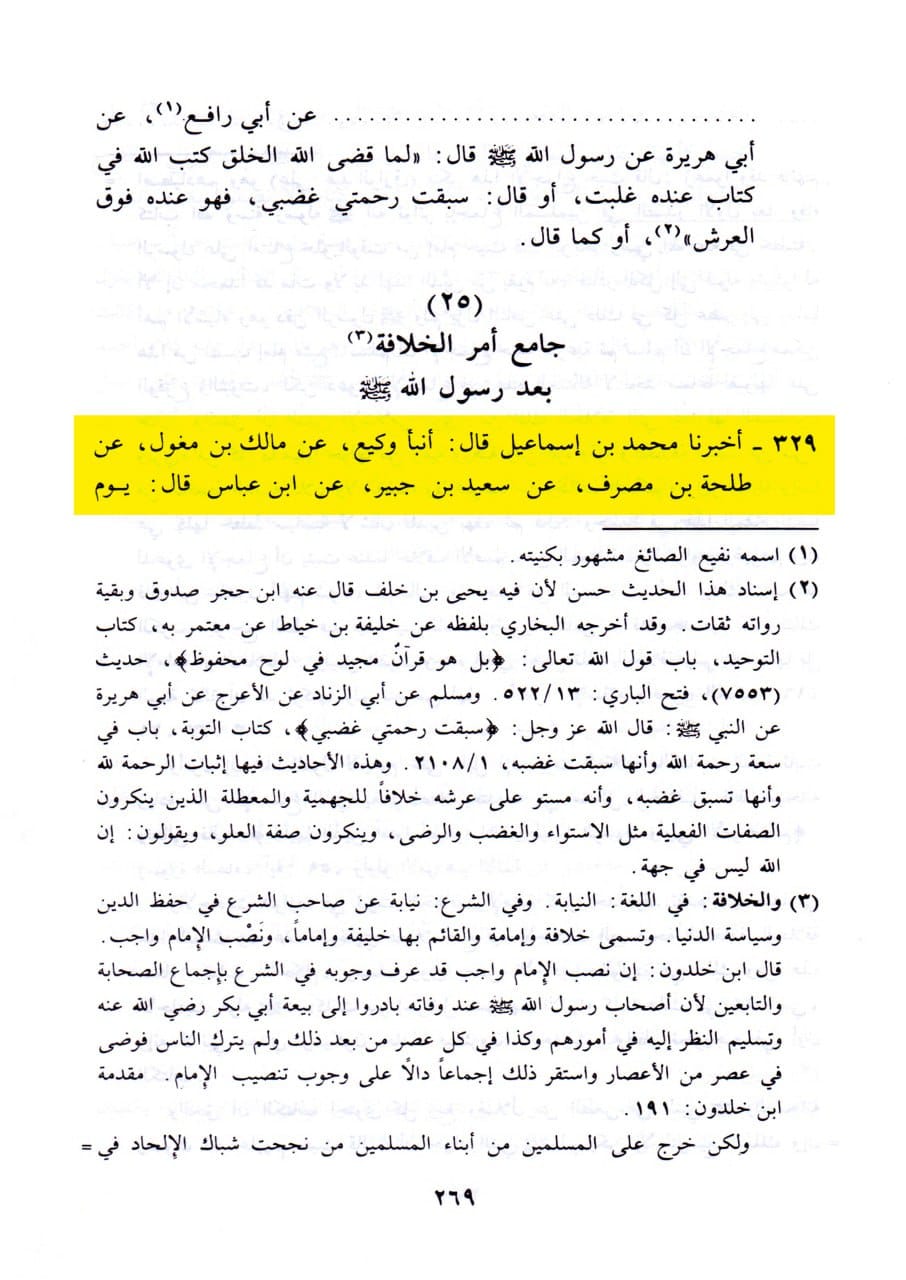 ................................ عن أبي رافع(١)، عن
أبي هريرة عن رسول الله ﷺ قال: «لما قضى الله الخلق كتب الله في
كتاب عنده غلبت، أو قال: سبقت رحمتي غضبي، فهو عنده فوق
العرش»(٢)، أو كما قال.
(٢٥)
جامع أمر الخلافة(٣)
بعد رسول الله ﷺ
٣٢٩ - أخبرنا محمد بن إسماعيل قال: أنبأ وكيع، عن مالك بن مغول، عن
طلحة بن مصرف، عن سعيد بن جبير، عن ابن عباس قال: يوم
(١) اسمه نفيع الصائغ مشهور بكنيته.
(٢) إسناد هذا الحديث حسن لأن فيه يحيى بن خلف قال عنه ابن حجر صدوق وبقية
رواته ثقات. وقد أخرجه البخاري بلفظه عن خليفة بن خياط عن معتمر به، كتاب
التوحيد، باب قول الله تعالى: ﴿بل هو قرآنٌ مجيد في لوح محفوظ﴾، حديث
(٧٥٥٣)، فتح الباري: ٥٢٢/١٣. ومسلم عن أبي الزناد عن الأعرج عن أبي هريرة
عن النبي ﷺ: قال الله عز وجل: ﴿سبقت رحمتي غضبي﴾، كتاب التوبة، باب في
سعة رحمة الله وأنها سبقت غضبه، ٢١٠٨/١. وهذه الأحاديث فيها إثبات الرحمة لله
وأنها تسبق غضبه، وأنه مستو على عرشه خلافاً للجهمية والمعطلة الذين ينكرون
الصفات الفعلية مثل الاستواء والغضب والرضى، وينكرون صفة العلو، ويقولون: إن
الله ليس في جهة.
(٣) والخلافة: في اللغة: النيابة. وفي الشرع: نيابة عن صاحب الشرع في حفظ الدين
وسياسة الدنيا. وتسمى خلافة وإمامة والقائم بها خليفة وإماماً، ونَصْب الإمام واجب.
قال ابن خلدون: إن نصب الإمام واجب قد عرف وجوبه في الشرع بإجماع الصحابة
والتابعين لأن أصحاب رسول الله ﷺ عند وفاته بادروا إلى بيعة أبي بكر رضي الله عنه
وتسليم النظر إليه في أمورهم وكذا في كل عصر من بعد ذلك ولم يترك الناس فوضى
في عصر من الأعصار واستقر ذلك إجماعاً دالًا على وجوب تنصيب الإمام. مقدمة
ابن خلدون: ١٩١.
ولكن خرج على المسلمين من أبناء المسلمين من نجحت شباك الإلحاد في =
٢٦٩